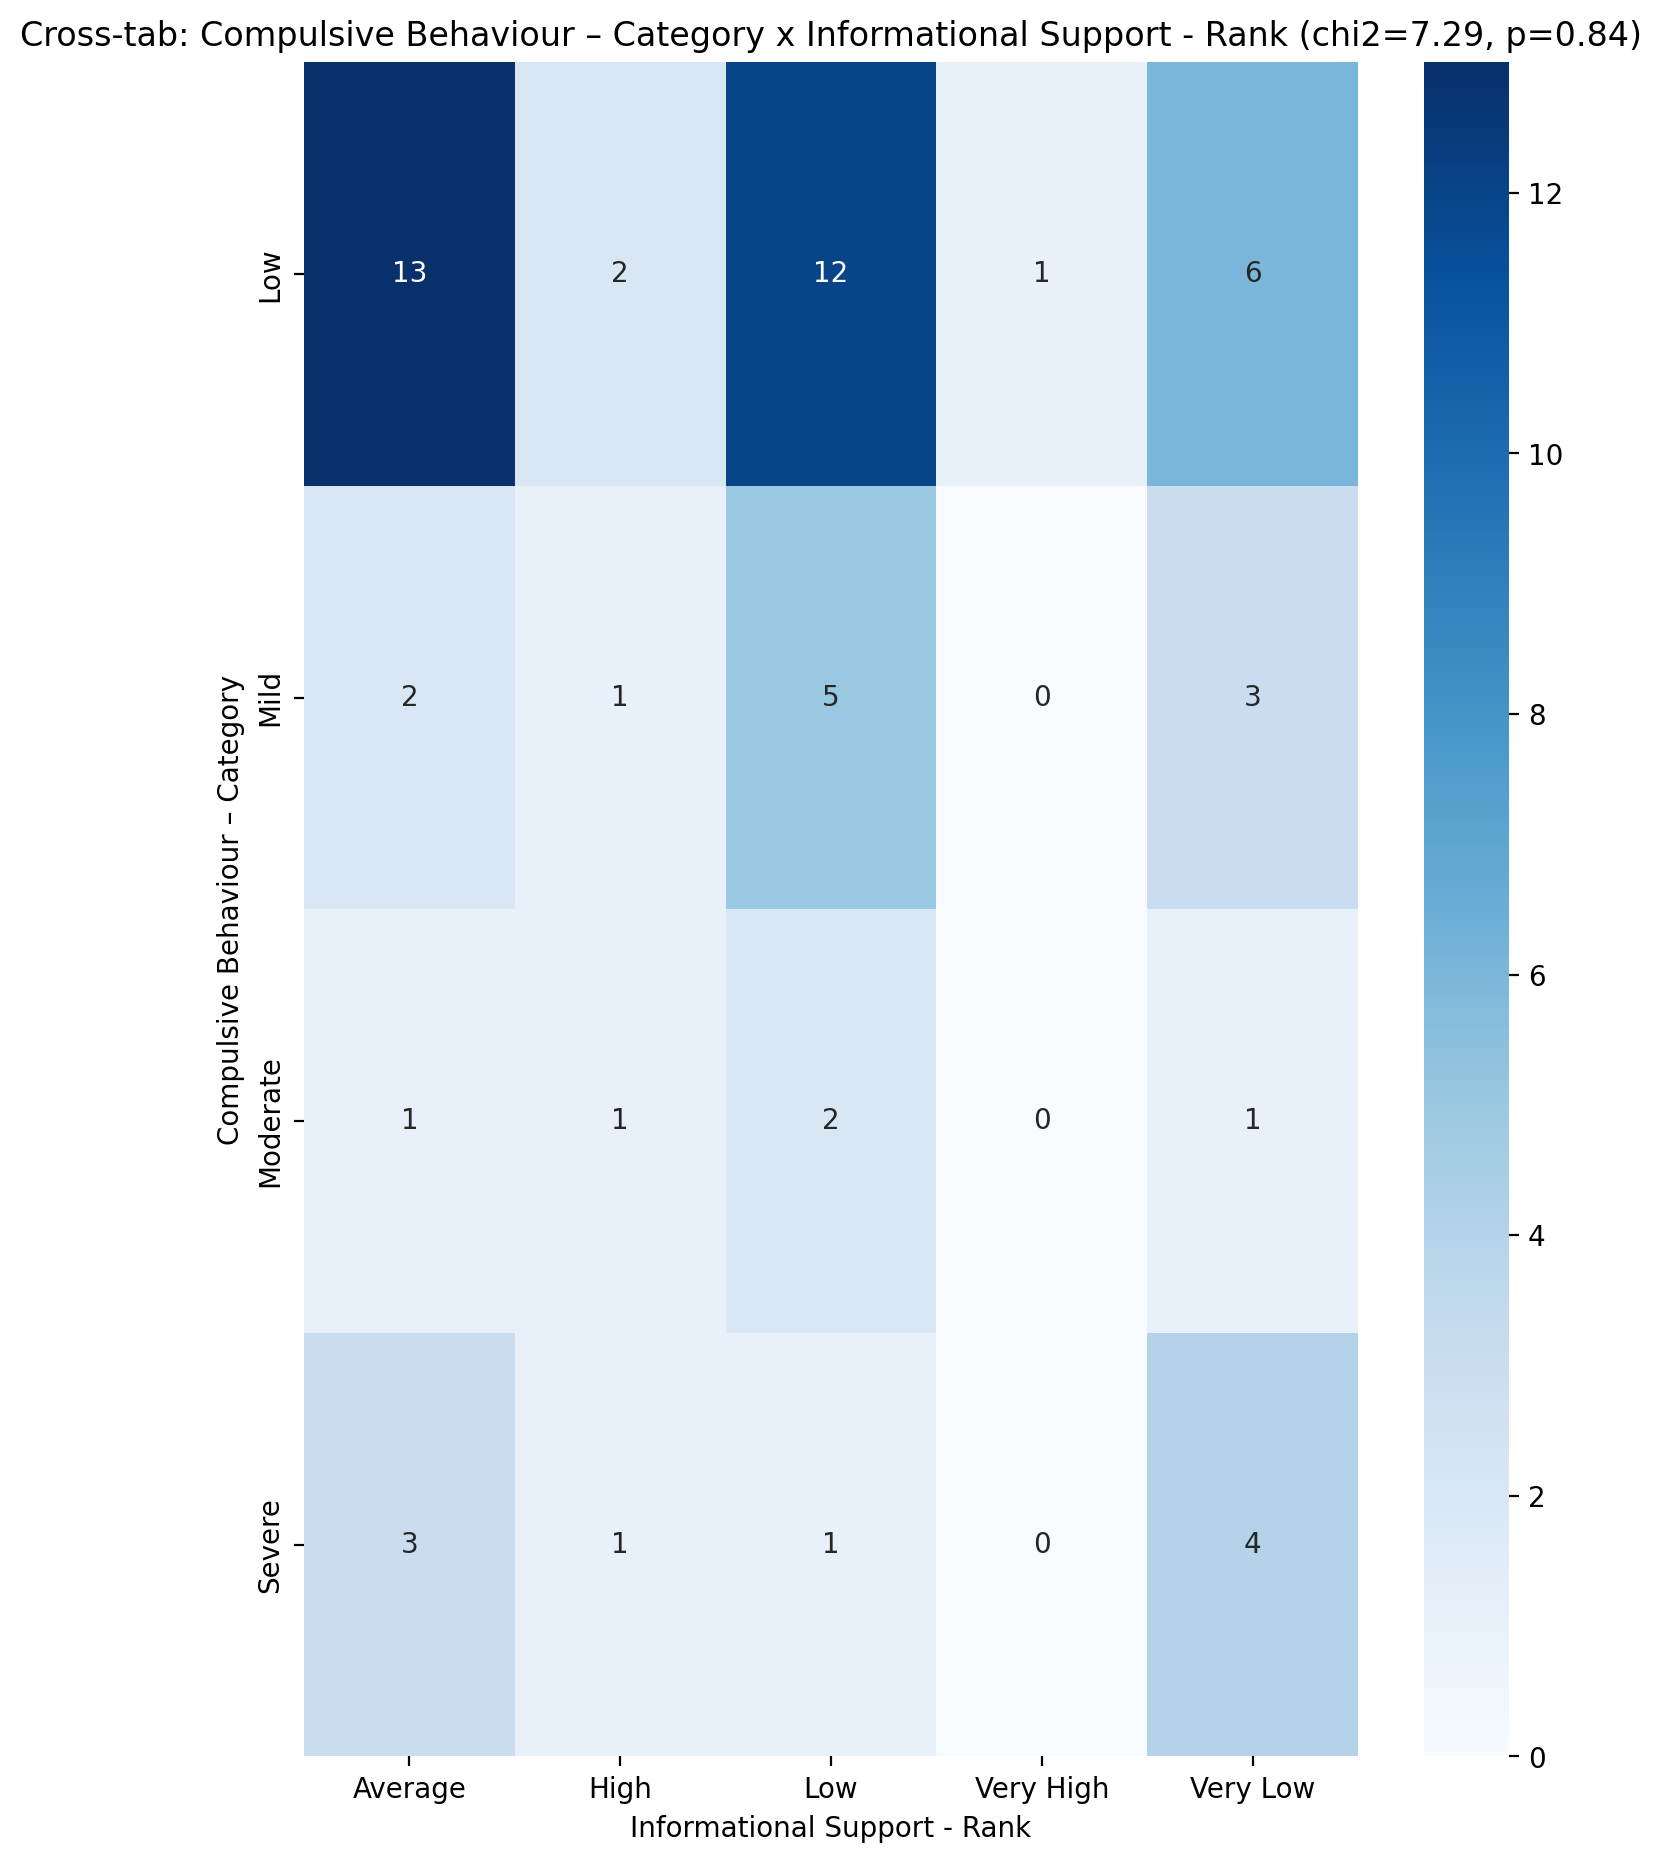 Cross-tab: Compulsive Behaviour – Category x Informational Support - Rank (chi2=7.29, p=0.84)
Compulsive Behaviour – Category
Low
13 2 12 1 6
Mild
2 1 5 0 3
Moderate
1 1 2 0 1
Severe
3 1 1 0 4
Average High Low Very High Very Low
Informational Support - Rank
12
10
8
6
4
2
0